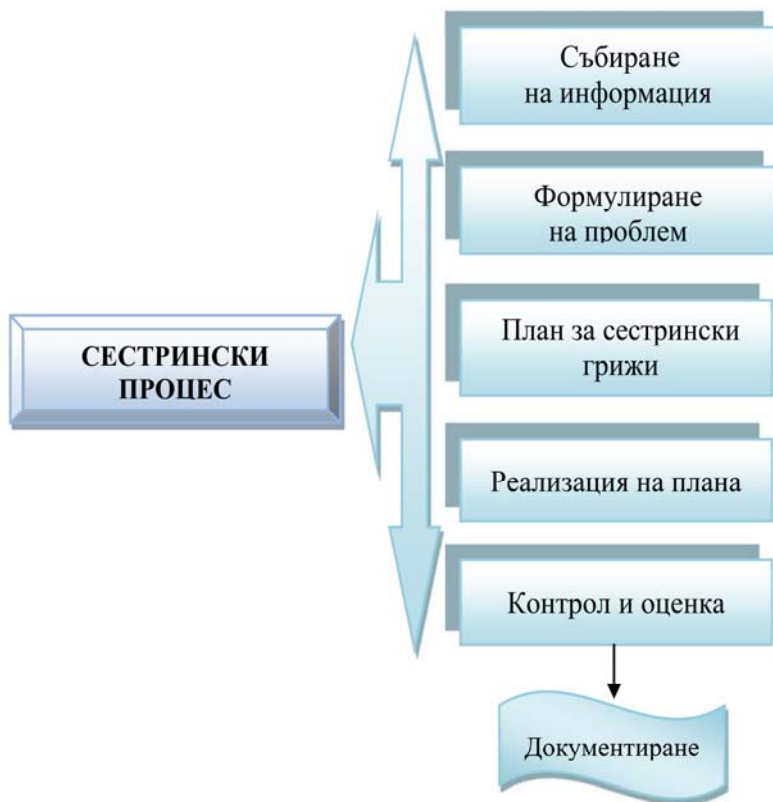 СЕСТРИНСКИ
ПРОЦЕС
Събиране
на информация
Формулиране
на проблем
План за сестрински
грижи
Реализация на плана
Контрол и оценка
Документиране